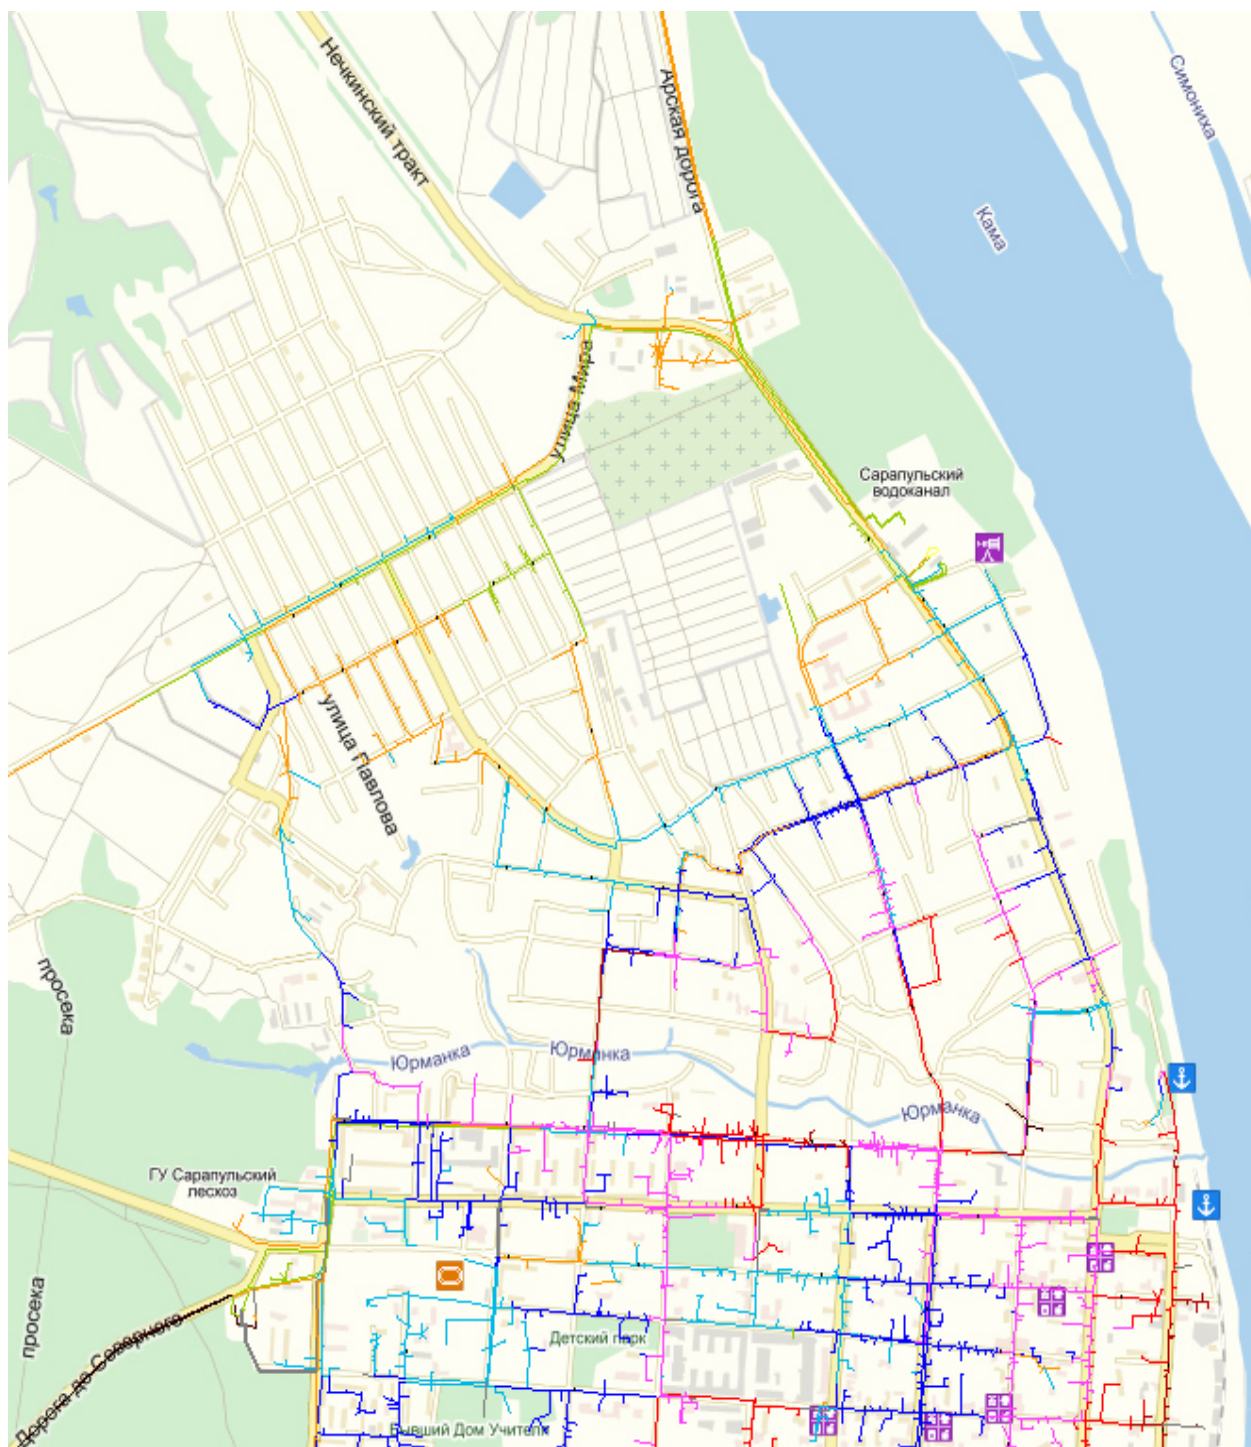 Нечкинский тракт
Арская дорога
Симониха
Кама
улица Мира
Сарапульский
водоканал
улица Павлова
просека
Юрманка
Юрманка
Юрманка
ГУ Сарапульский
лесхоз
просека
Дорога до Северного
Детский парк
Бывший Дом Учителя